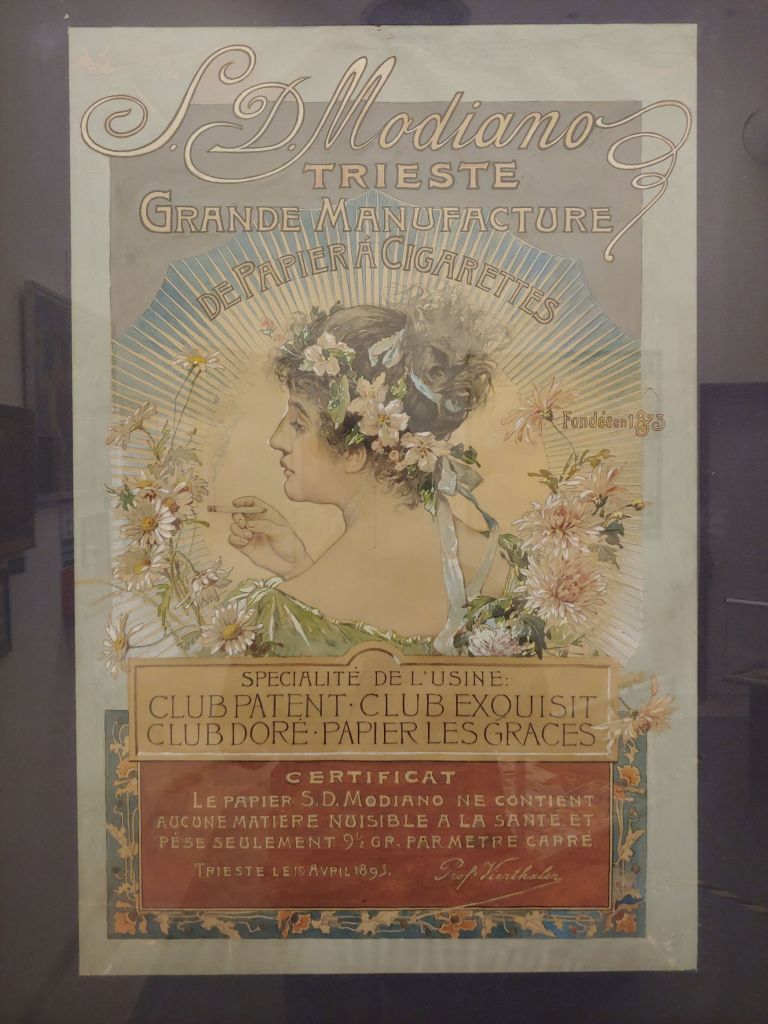 S. D. Modiano
TRIESTE
GRANDE MANUFACTURE
DE PAPIER Á CIGARETTES
Fondée en 1873
SPECIALITÉ DE L'USINE:
CLUB PATENT · CLUB EXQUISIT
CLUB DORÉ · PAPIER LES GRACES
CERTIFICAT
LE PAPIER S.D. MODIANO NE CONTIENT
AUCUNE MATIÈRE NUISIBLE A LA SANTÉ ET
PÈSE SEULEMENT 9½ GR. PAR METRE CARRÉ.
TRIESTE LE 19 AVRIL 1893. Prof. Vierthaler